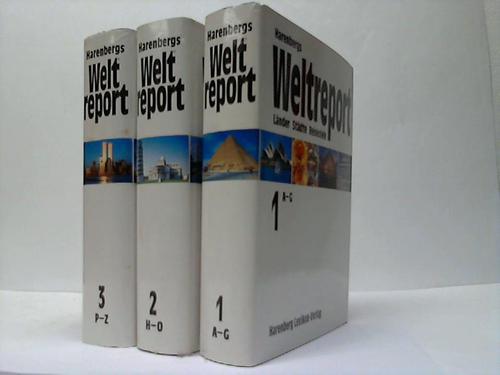 Harenbergs
Welt
report
3
P-Z
Harenbergs
Welt
report
2
H-O
Harenbergs
Welt
report
1
A-G
Harenbergs
Weltreport
Länder Städte Reiseziele
1 A-G
Harenberg Lexikon-Verlag